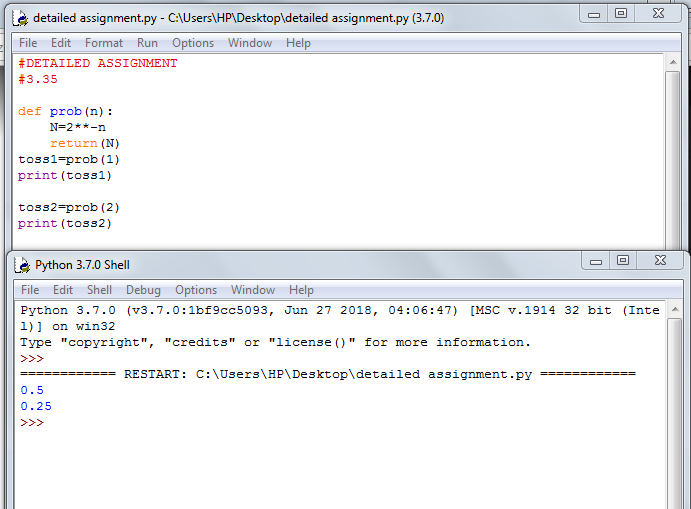 detailed assignment.py - C:\Users\HP\Desktop\detailed assignment.py (3.7.0)
File Edit Format Run Options Window Help
#DETAILED ASSIGNMENT
#3.35

def prob(n):
    N=2**-n
    return(N)
toss1=prob(1)
print(toss1)

toss2=prob(2)
print(toss2)
Python 3.7.0 Shell
File Edit Shell Debug Options Window Help
Python 3.7.0 (v3.7.0:1bf9cc5093, Jun 27 2018, 04:06:47) [MSC v.1914 32 bit (Inte
l)] on win32
Type "copyright", "credits" or "license()" for more information.
>>>
============ RESTART: C:\Users\HP\Desktop\detailed assignment.py ============
0.5
0.25
>>>